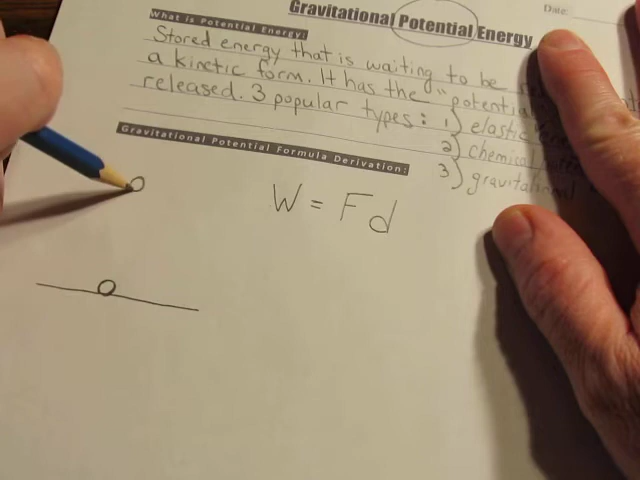 Gravitational Potential Energy
Date:
What is Potential Energy?:
Stored energy that is waiting to be
a kinetic form. It has the "potential
released. 3 popular types: 1) elastic
2) chemical
3) gravitational
Gravitational Potential Formula Derivation:
W = Fd